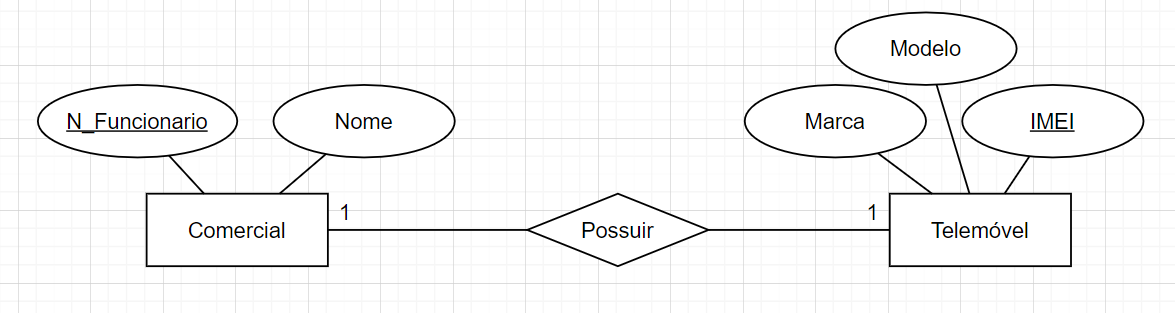 Modelo
N_Funcionario
Nome
Marca
IMEI
1
1
Comercial
Possuir
Telemóvel